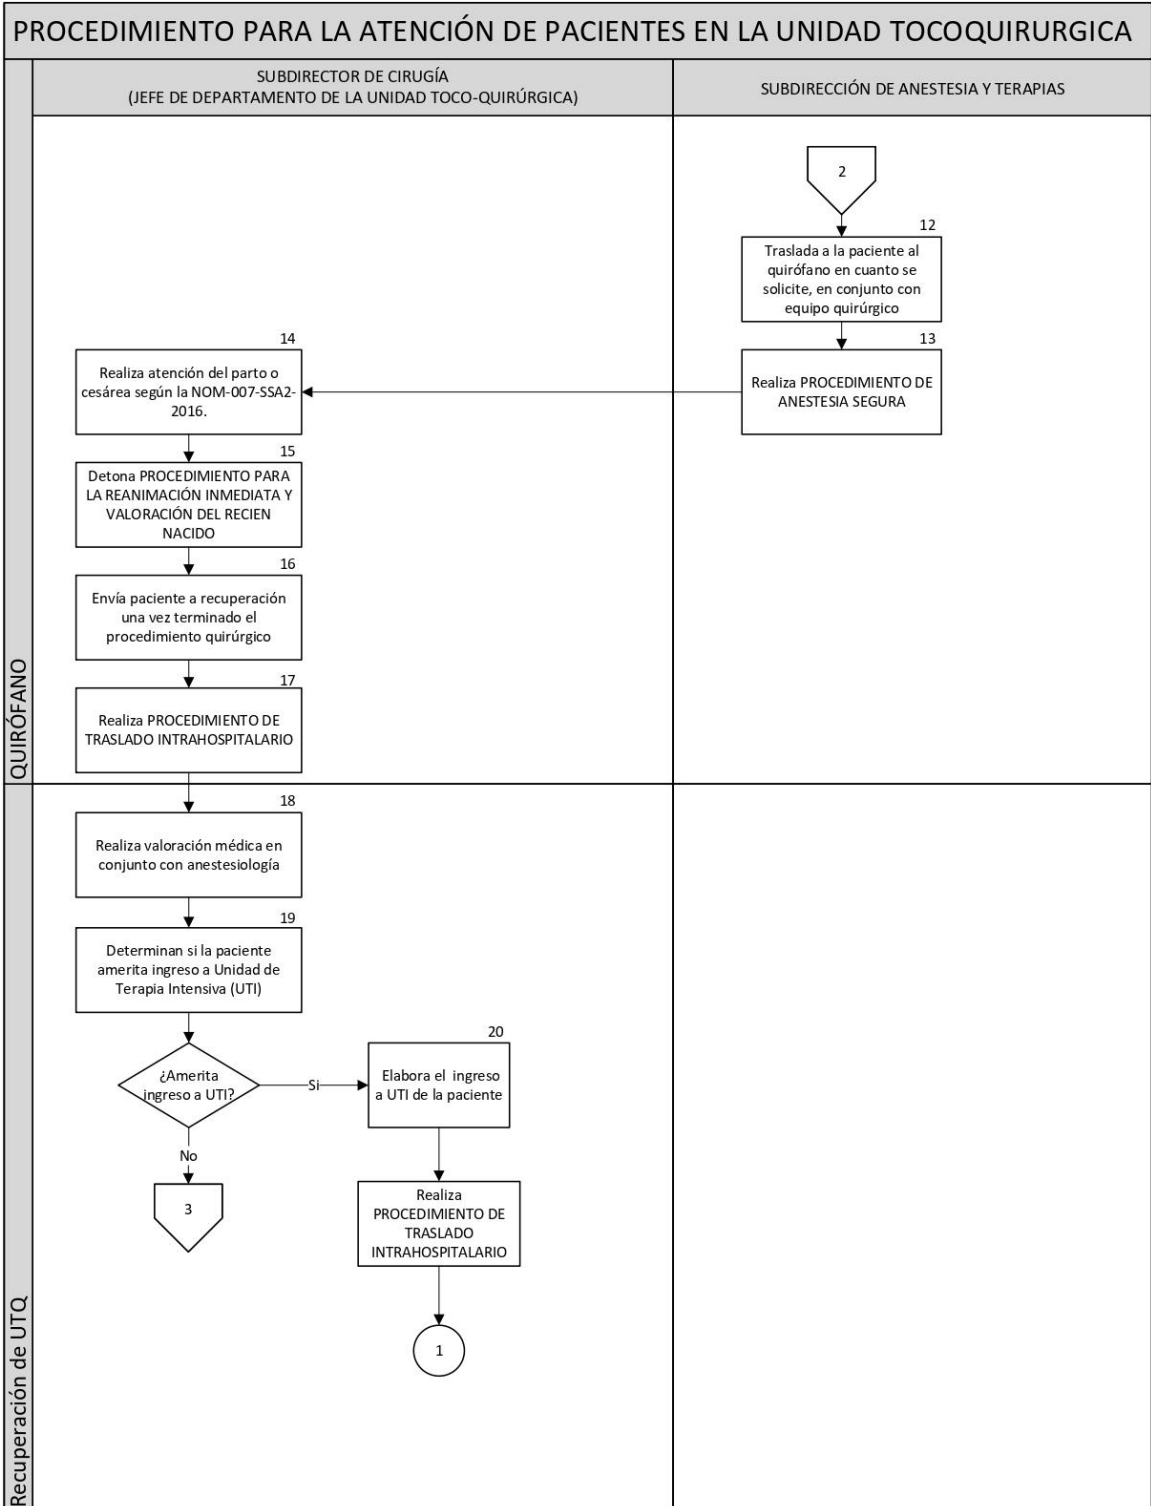 PROCEDIMIENTO PARA LA ATENCIÓN DE PACIENTES EN LA UNIDAD TOCOQUIRURGICA
SUBDIRECTOR DE CIRUGÍA
(JEFE DE DEPARTAMENTO DE LA UNIDAD TOCO-QUIRÚRGICA)
SUBDIRECCIÓN DE ANESTESIA Y TERAPIAS
QUIRÓFANO
2
12
Traslada a la paciente al
quirófano en cuanto se
solicite, en conjunto con
equipo quirúrgico
13
Realiza PROCEDIMIENTO DE
ANESTESIA SEGURA
14
Realiza atención del parto o
cesárea según la NOM-007-SSA2-
2016.
15
Detona PROCEDIMIENTO PARA
LA REANIMACIÓN INMEDIATA Y
VALORACIÓN DEL RECIEN
NACIDO
16
Envía paciente a recuperación
una vez terminado el
procedimiento quirúrgico
17
Realiza PROCEDIMIENTO DE
TRASLADO INTRAHOSPITALARIO
Recuperación de UTQ
18
Realiza valoración médica en
conjunto con anestesiología
19
Determinan si la paciente
amerita ingreso a Unidad de
Terapia Intensiva (UTI)
¿Amerita
ingreso a UTI?
Si
20
Elabora el  ingreso
a UTI de la paciente
No
3
Realiza
PROCEDIMIENTO DE
TRASLADO
INTRAHOSPITALARIO
1